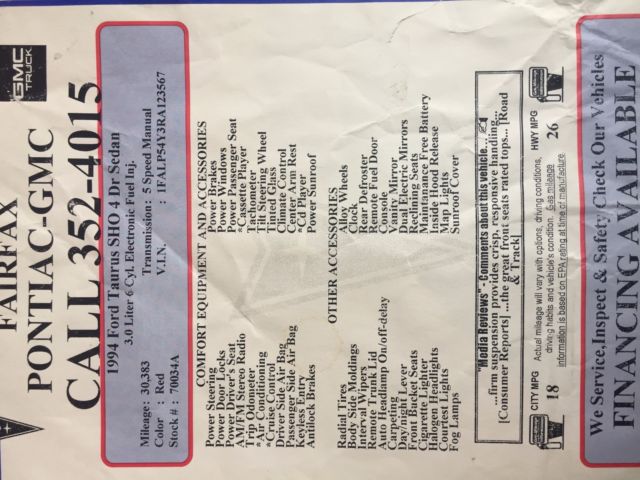 FAIRFAX
PONTIAC-GMC
GMC
TRUCK
CALL 352-4015
1994 Ford Taurus SHO 4 Dr Sedan
3.0 Liter 6 Cyl. Electronic Fuel Inj.
Mileage: 30,383 Transmission: 5 Speed Manual
Color : Red V.I.N. : 1FALP54Y3RA123567
Stock # : 70034A
COMFORT EQUIPMENT AND ACCESSORIES
Power Steering Power Brakes
Power Door Locks Power Windows
Power Driver's Seat Power Passenger Seat
AM/FM Stereo Radio *Cassette Player
Trip Odometer Tachometer
*Air Conditioning Tilt Steering Wheel
*Cruise Control Tinted Glass
Driver Side Air Bag Climate Control
Passenger Side Air Bag Center Arm Rest
Keyless Entry *Cd Player
Antilock Brakes Power Sunroof
OTHER ACCESSORIES
Radial Tires Alloy Wheels
Body Side Moldings Clock
Interval Wipers Rear Defroster
Remote Trunk Lid Remote Fuel Door
Auto Headlamp On/off-delay Console
Carpeting Vanity Mirror
Day/night Lever Dual Electric Mirrors
Front Bucket Seats Reclining Seats
Cigarette Lighter Maintenance Free Battery
Halogen Headlights Inside Hood Release
Courtest Lights Map Lights
Fog Lamps Sunroof Cover
"Media Reviews" - Comments about this vehicle...
...firm suspension provides crisp, responsive handling...
[Consumer Reports] ...the great front seats rated tops... [Road
& Track]
CITY MPG Actual mileage will vary with options, driving conditions, HWY MPG
18 driving habits and vehicle's condition. Gas mileage 26
information is based on EPA rating at time of manufacture.
We Service, Inspect & Safety Check Our Vehicles
FINANCING AVAILABLE